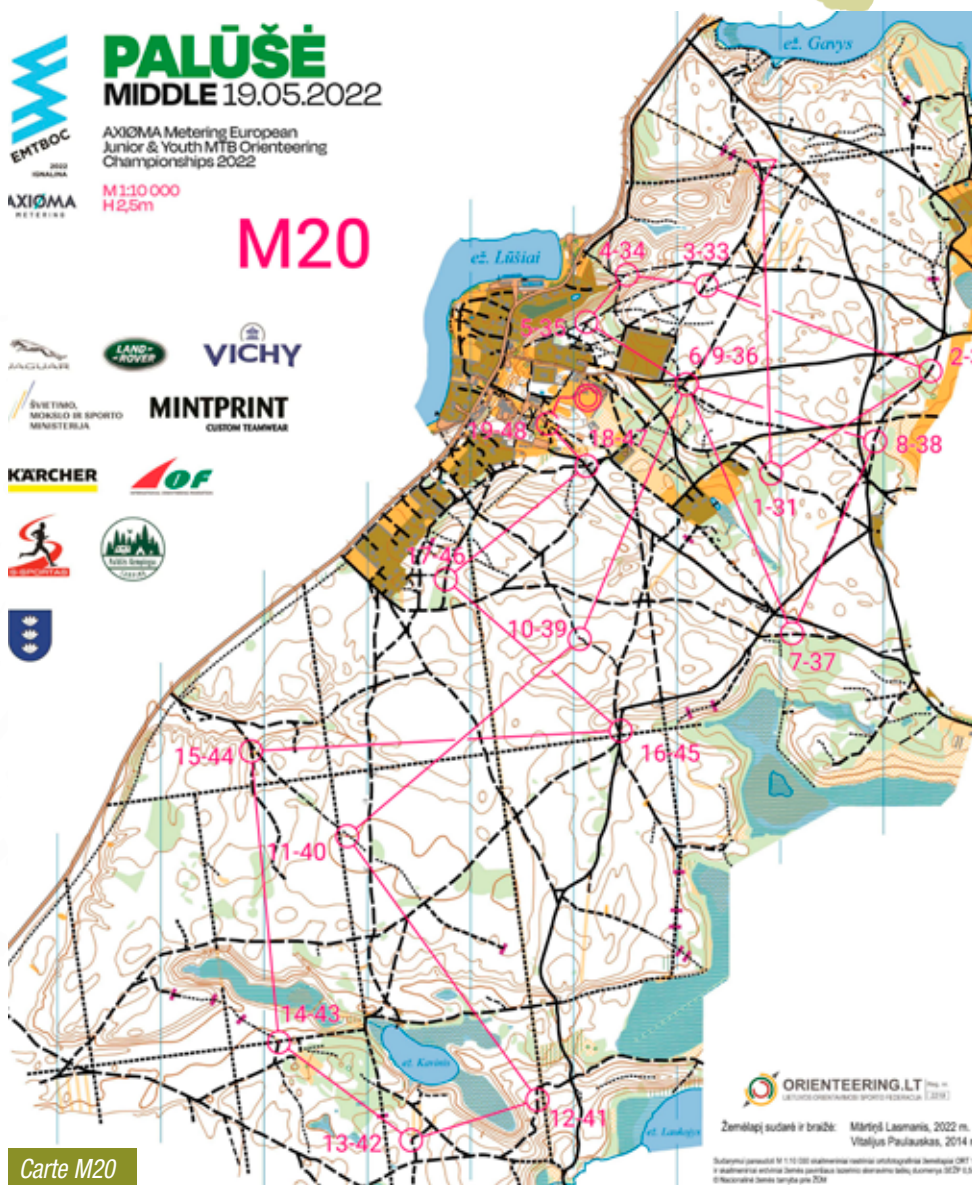 PALŪŠĖ
MIDDLE 19.05.2022
AXIØMA Metering European
Junior & Youth MTB Orienteering
Championships 2022
M 1:10 000
H 2,5m
EMTBOC
2022
IGNALINA
AXIØMA
METERING
M20
ež. Gavys
ež. Lūšiai
4-34
3-33
5-35
6/9-36
19-48
18-47
8-38
1-31
17-46
10-39
7-37
15-44
16-45
11-40
14-43
12-41
13-42
ež. Kavinis
ež. Laukogys
JAGUAR
LAND-
ROVER
VICHY
ŠVIETIMO,
MOKSLO IR SPORTO
MINISTERIJA
MINTPRINT
CUSTOM TEAMWEAR
KÄRCHER
IOF
S-SPORTAS
ORIENTEERING.LT
LIETUVOS ORIENTAVIMOSI SPORTO FEDERACIJA
Žemėlapį sudarė ir braižė: Mārtiņš Lasmanis, 2022 m.
Vitalijus Paulauskas, 2014
Carte M20